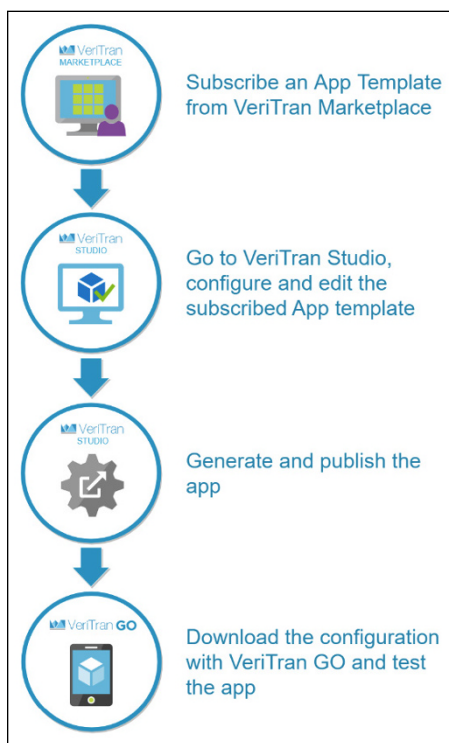 VeriTran
MARKETPLACE
Subscribe an App Template
from VeriTran Marketplace
VeriTran
STUDIO
Go to VeriTran Studio,
configure and edit the
subscribed App template
VeriTran
STUDIO
Generate and publish the
app
VeriTran GO
Download the configuration
with VeriTran GO and test
the app